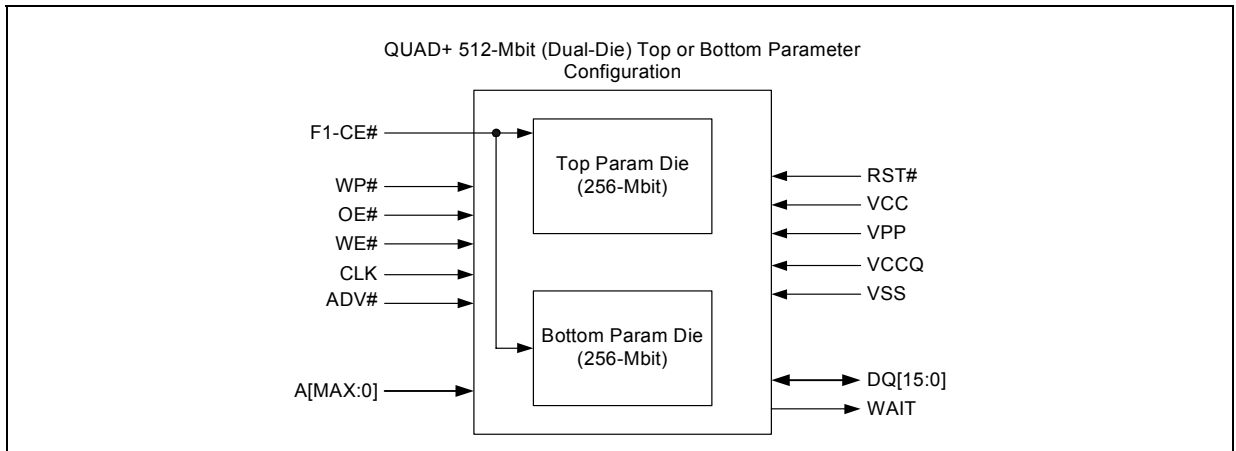 QUAD+ 512-Mbit (Dual-Die) Top or Bottom Parameter
Configuration
F1-CE#
WP#
OE#
WE#
CLK
ADV#
A[MAX:0]
Top Param Die
(256-Mbit)
Bottom Param Die
(256-Mbit)
RST#
VCC
VPP
VCCQ
VSS
DQ[15:0]
WAIT